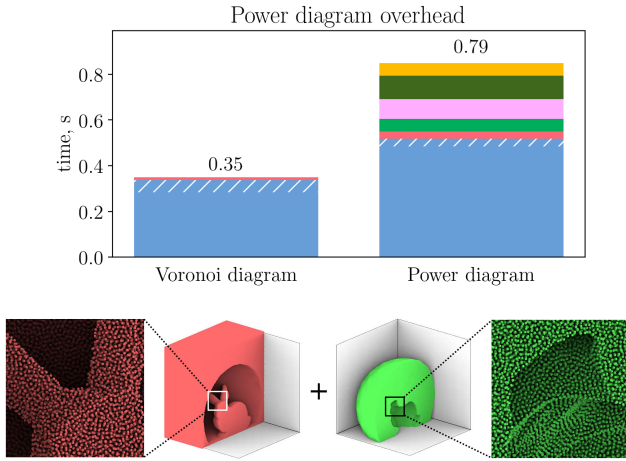 Power diagram overhead
0.79
0.35
time, s
0.8
0.6
0.4
0.2
0.0
Voronoi diagram
Power diagram
+